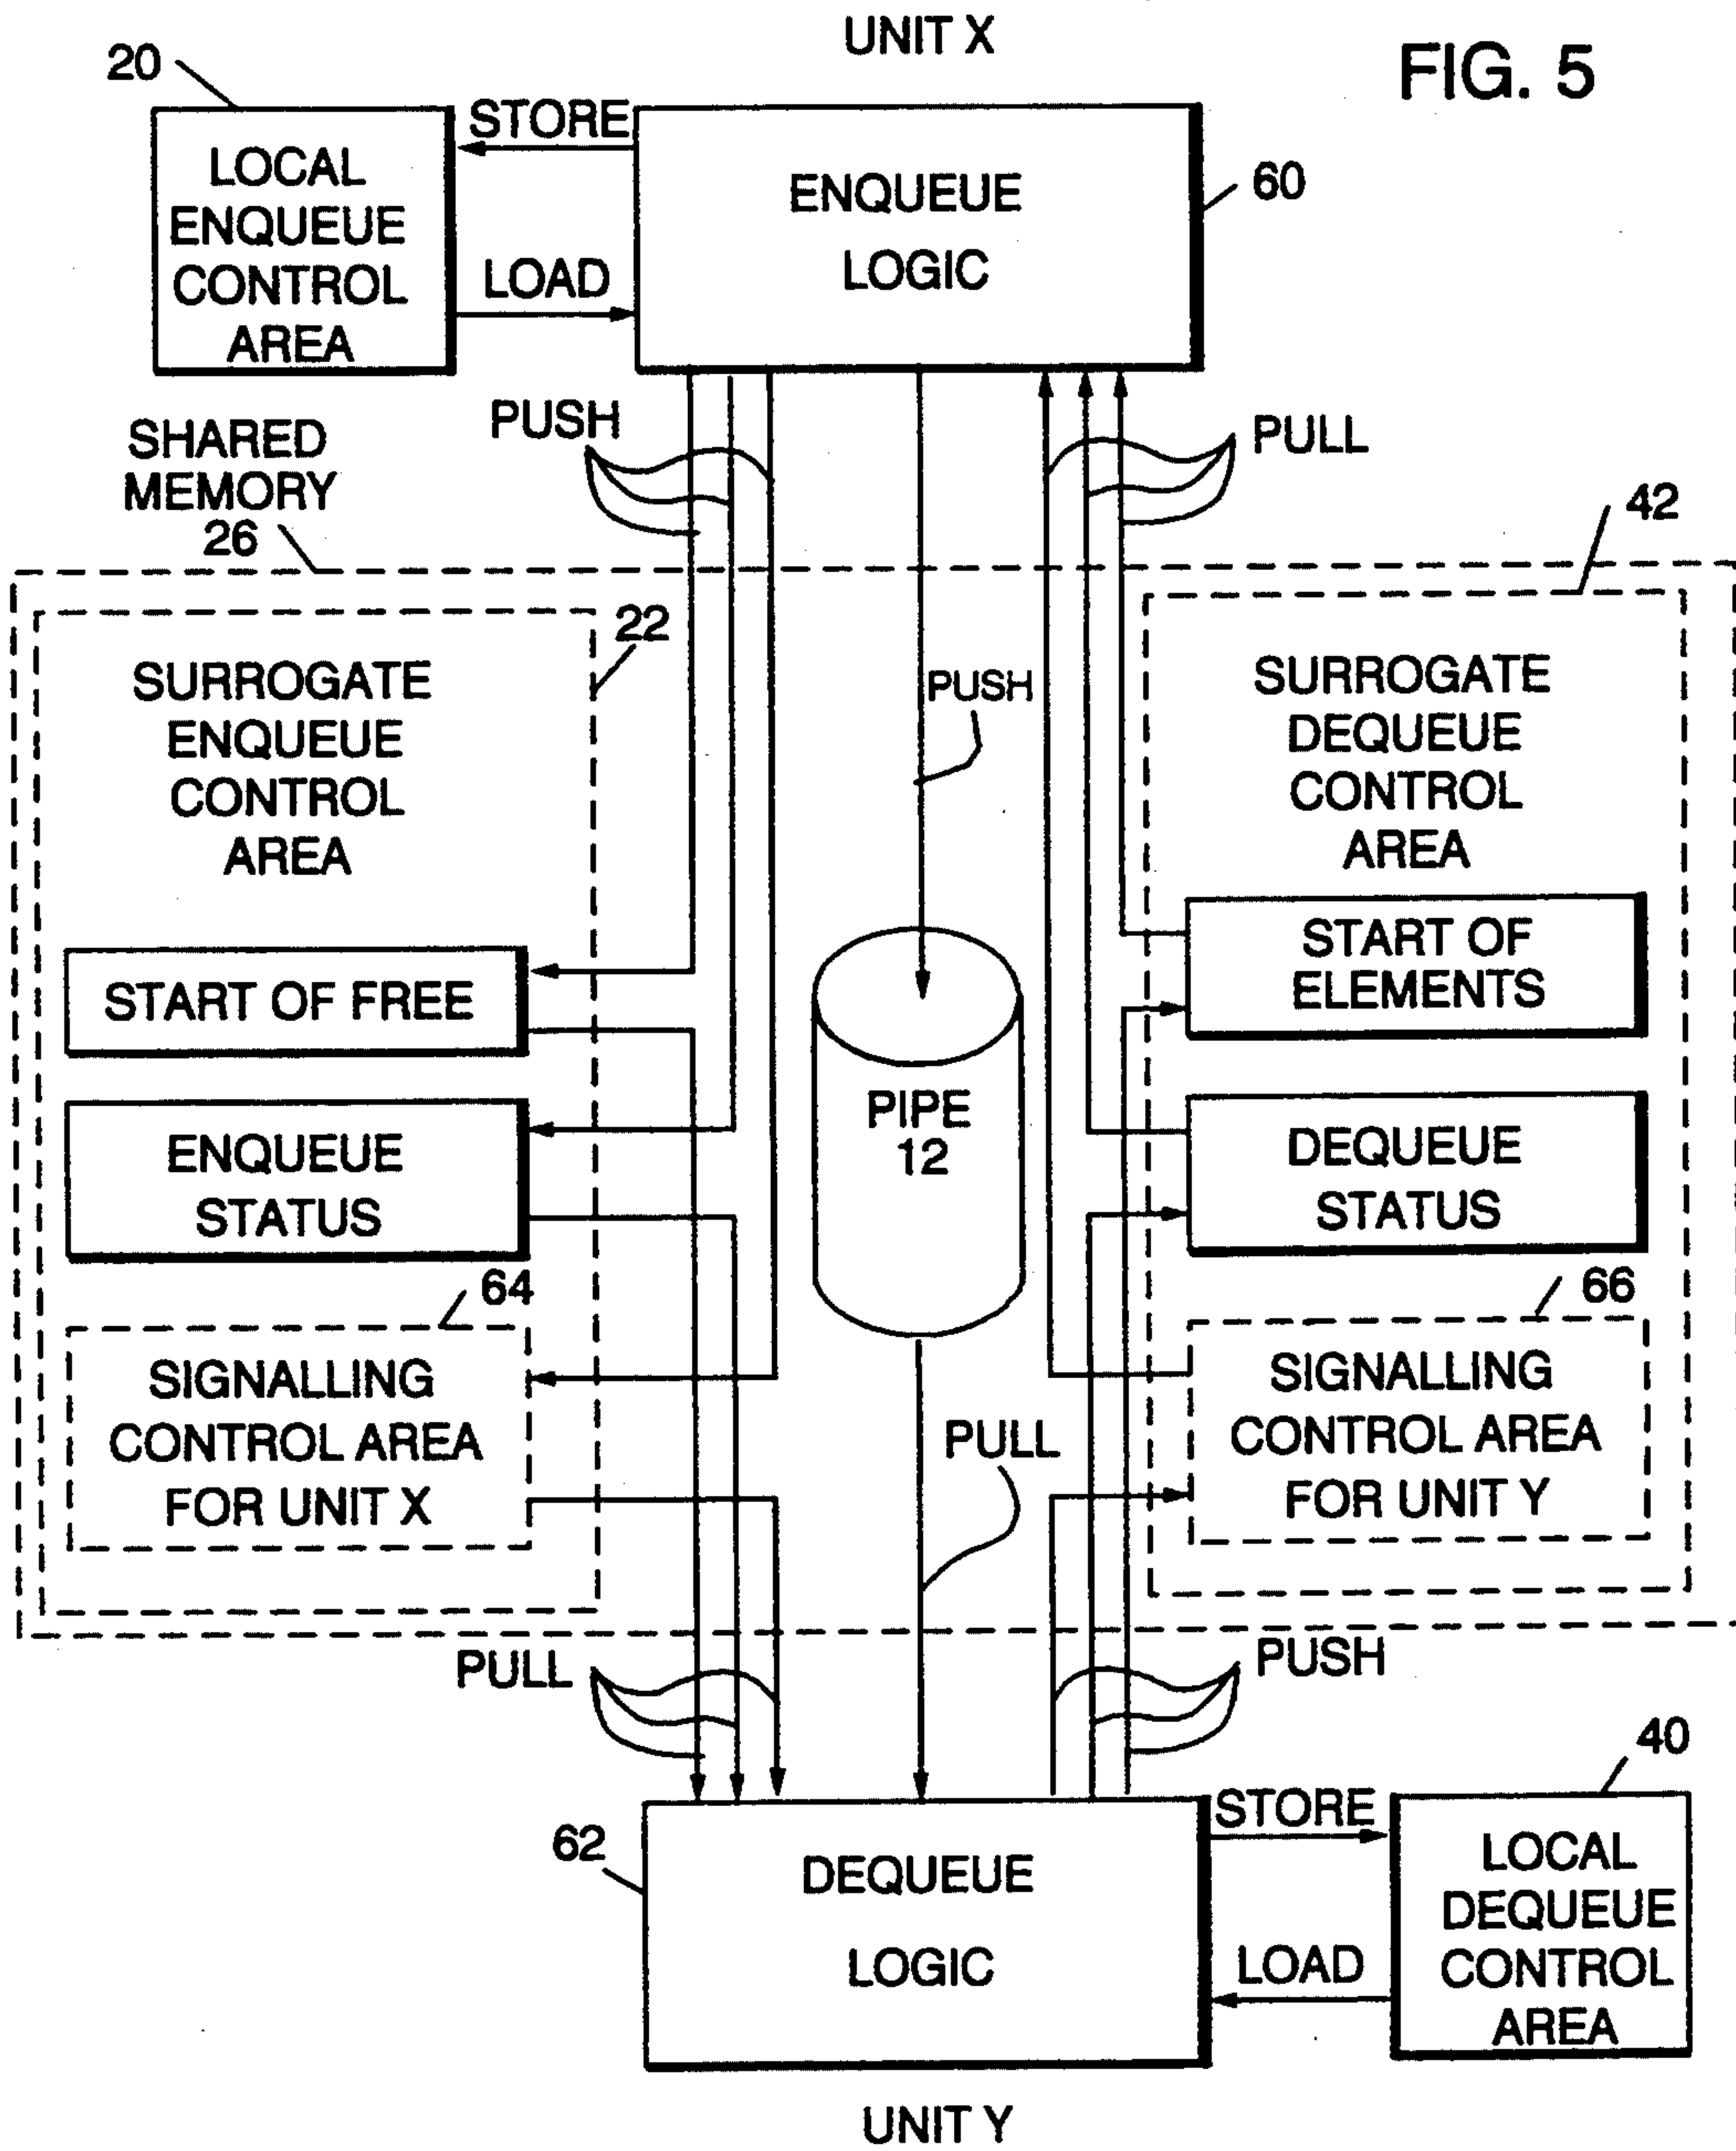 UNIT X
FIG. 5
20
STORE
LOCAL
ENQUEUE
CONTROL
AREA
LOAD
ENQUEUE
LOGIC
60
PUSH
PULL
SHARED
MEMORY
26
42
22
SURROGATE
ENQUEUE
CONTROL
AREA
PUSH
SURROGATE
DEQUEUE
CONTROL
AREA
START OF FREE
START OF
ELEMENTS
ENQUEUE
STATUS
PIPE
12
DEQUEUE
STATUS
64
66
SIGNALLING
CONTROL AREA
FOR UNIT X
PULL
SIGNALLING
CONTROL AREA
FOR UNIT Y
PULL
PUSH
40
62
DEQUEUE
LOGIC
STORE
LOAD
LOCAL
DEQUEUE
CONTROL
AREA
UNIT Y